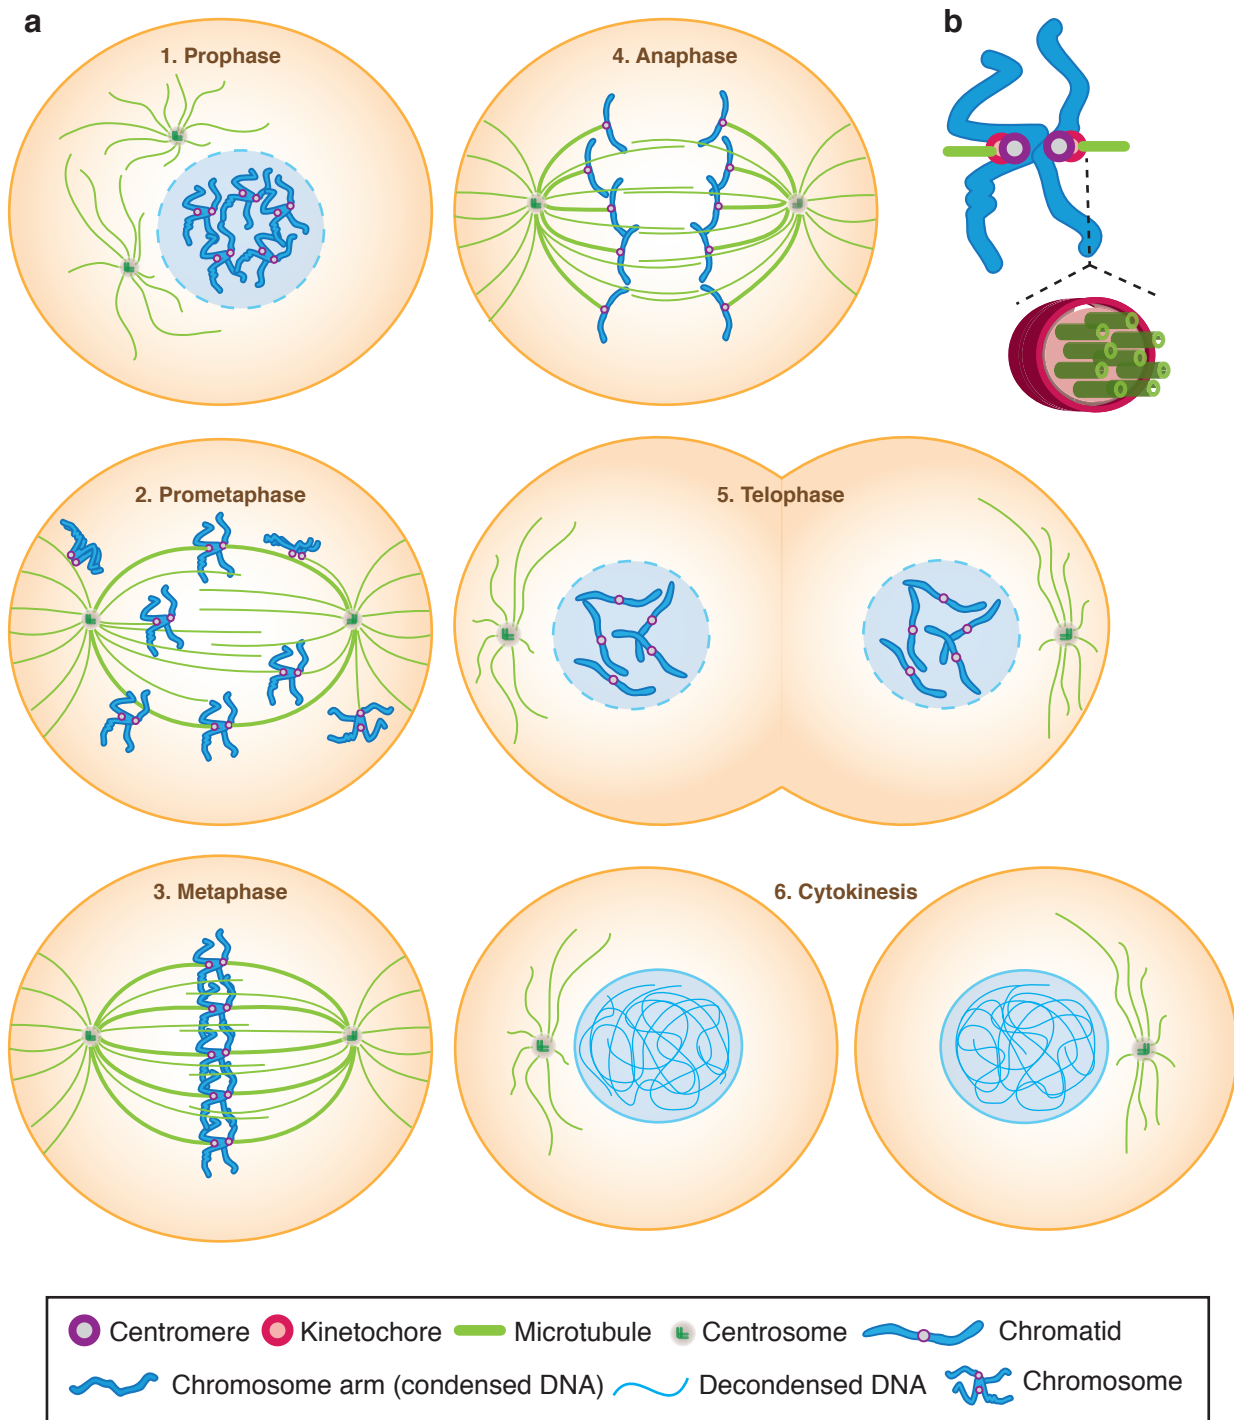 a
b
1. Prophase
4. Anaphase
2. Prometaphase
5. Telophase
3. Metaphase
6. Cytokinesis
Centromere Kinetochore Microtubule Centrosome Chromatid
Chromosome arm (condensed DNA) Decondensed DNA Chromosome